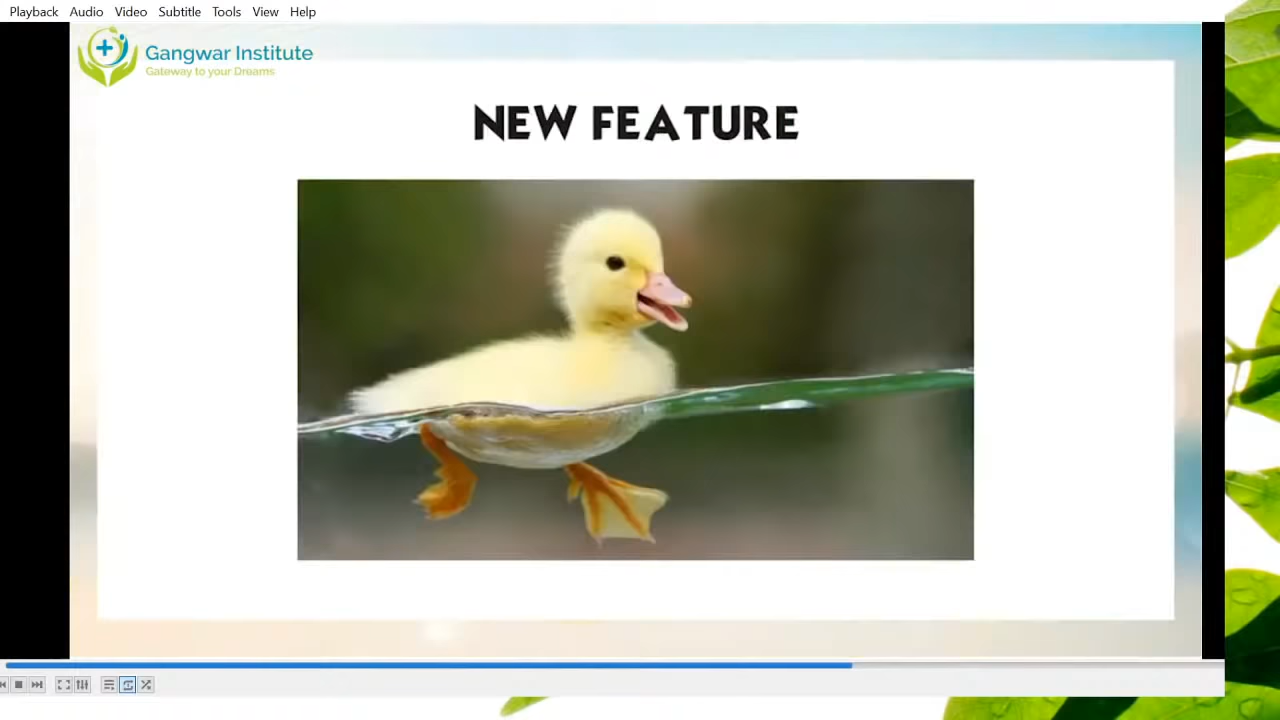 Playback Audio Video Subtitle Tools View Help
Gangwar Institute
Gateway to your Dreams
NEW FEATURE